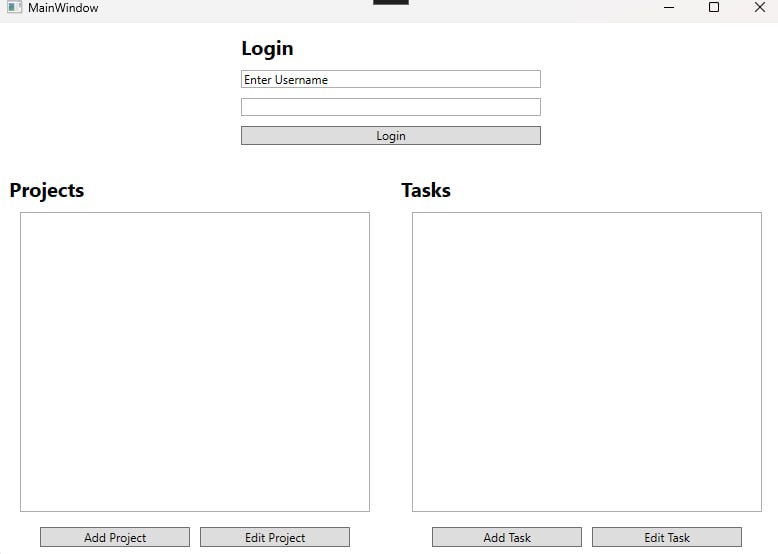 MainWindow
Login
Enter Username
Login
Projects
Tasks
Add Project
Edit Project
Add Task
Edit Task